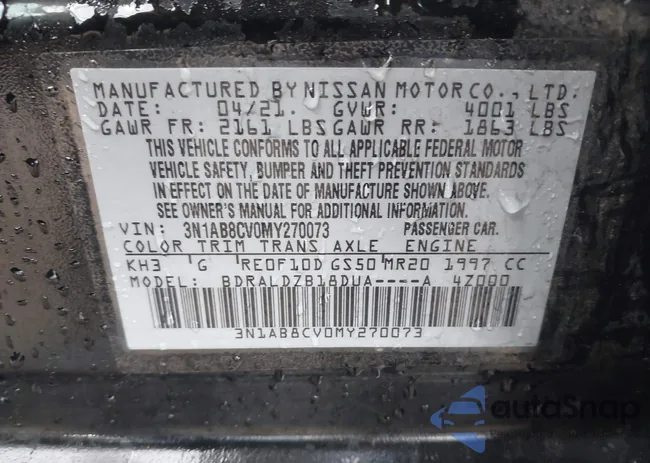 MANUFACTURED BY NISSAN MOTOR CO., LTD.
DATE: 04/21. GVWR: 4001 LBS
GAWR FR: 2161 LBS GAWR RR: 1863 LBS
THIS VEHICLE CONFORMS TO ALL APPLICABLE FEDERAL MOTOR
VEHICLE SAFETY, BUMPER AND THEFT PREVENTION STANDARDS
IN EFFECT ON THE DATE OF MANUFACTURE SHOWN ABOVE.
SEE OWNER'S MANUAL FOR ADDITIONAL INFORMATION.
VIN: 3N1AB8CV0MY270073 PASSENGER CAR.
COLOR TRIM TRANS AXLE ENGINE
KH3 G RE0F10D GS50 MR20 1997 CC
MODEL: BDRALDZB18DUA----A 4Z080
3N1AB8CV0MY270073
autoSnap